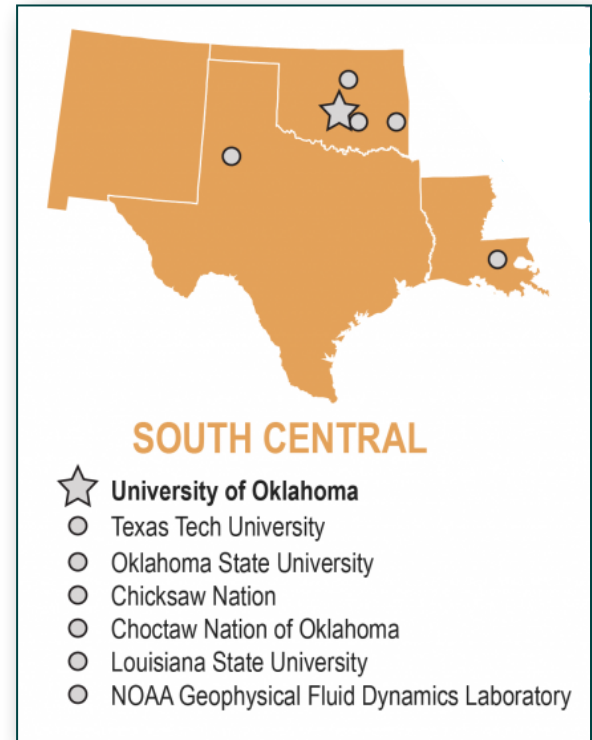 SOUTH CENTRAL
University of Oklahoma
Texas Tech University
Oklahoma State University
Chicksaw Nation
Choctaw Nation of Oklahoma
Louisiana State University
NOAA Geophysical Fluid Dynamics Laboratory